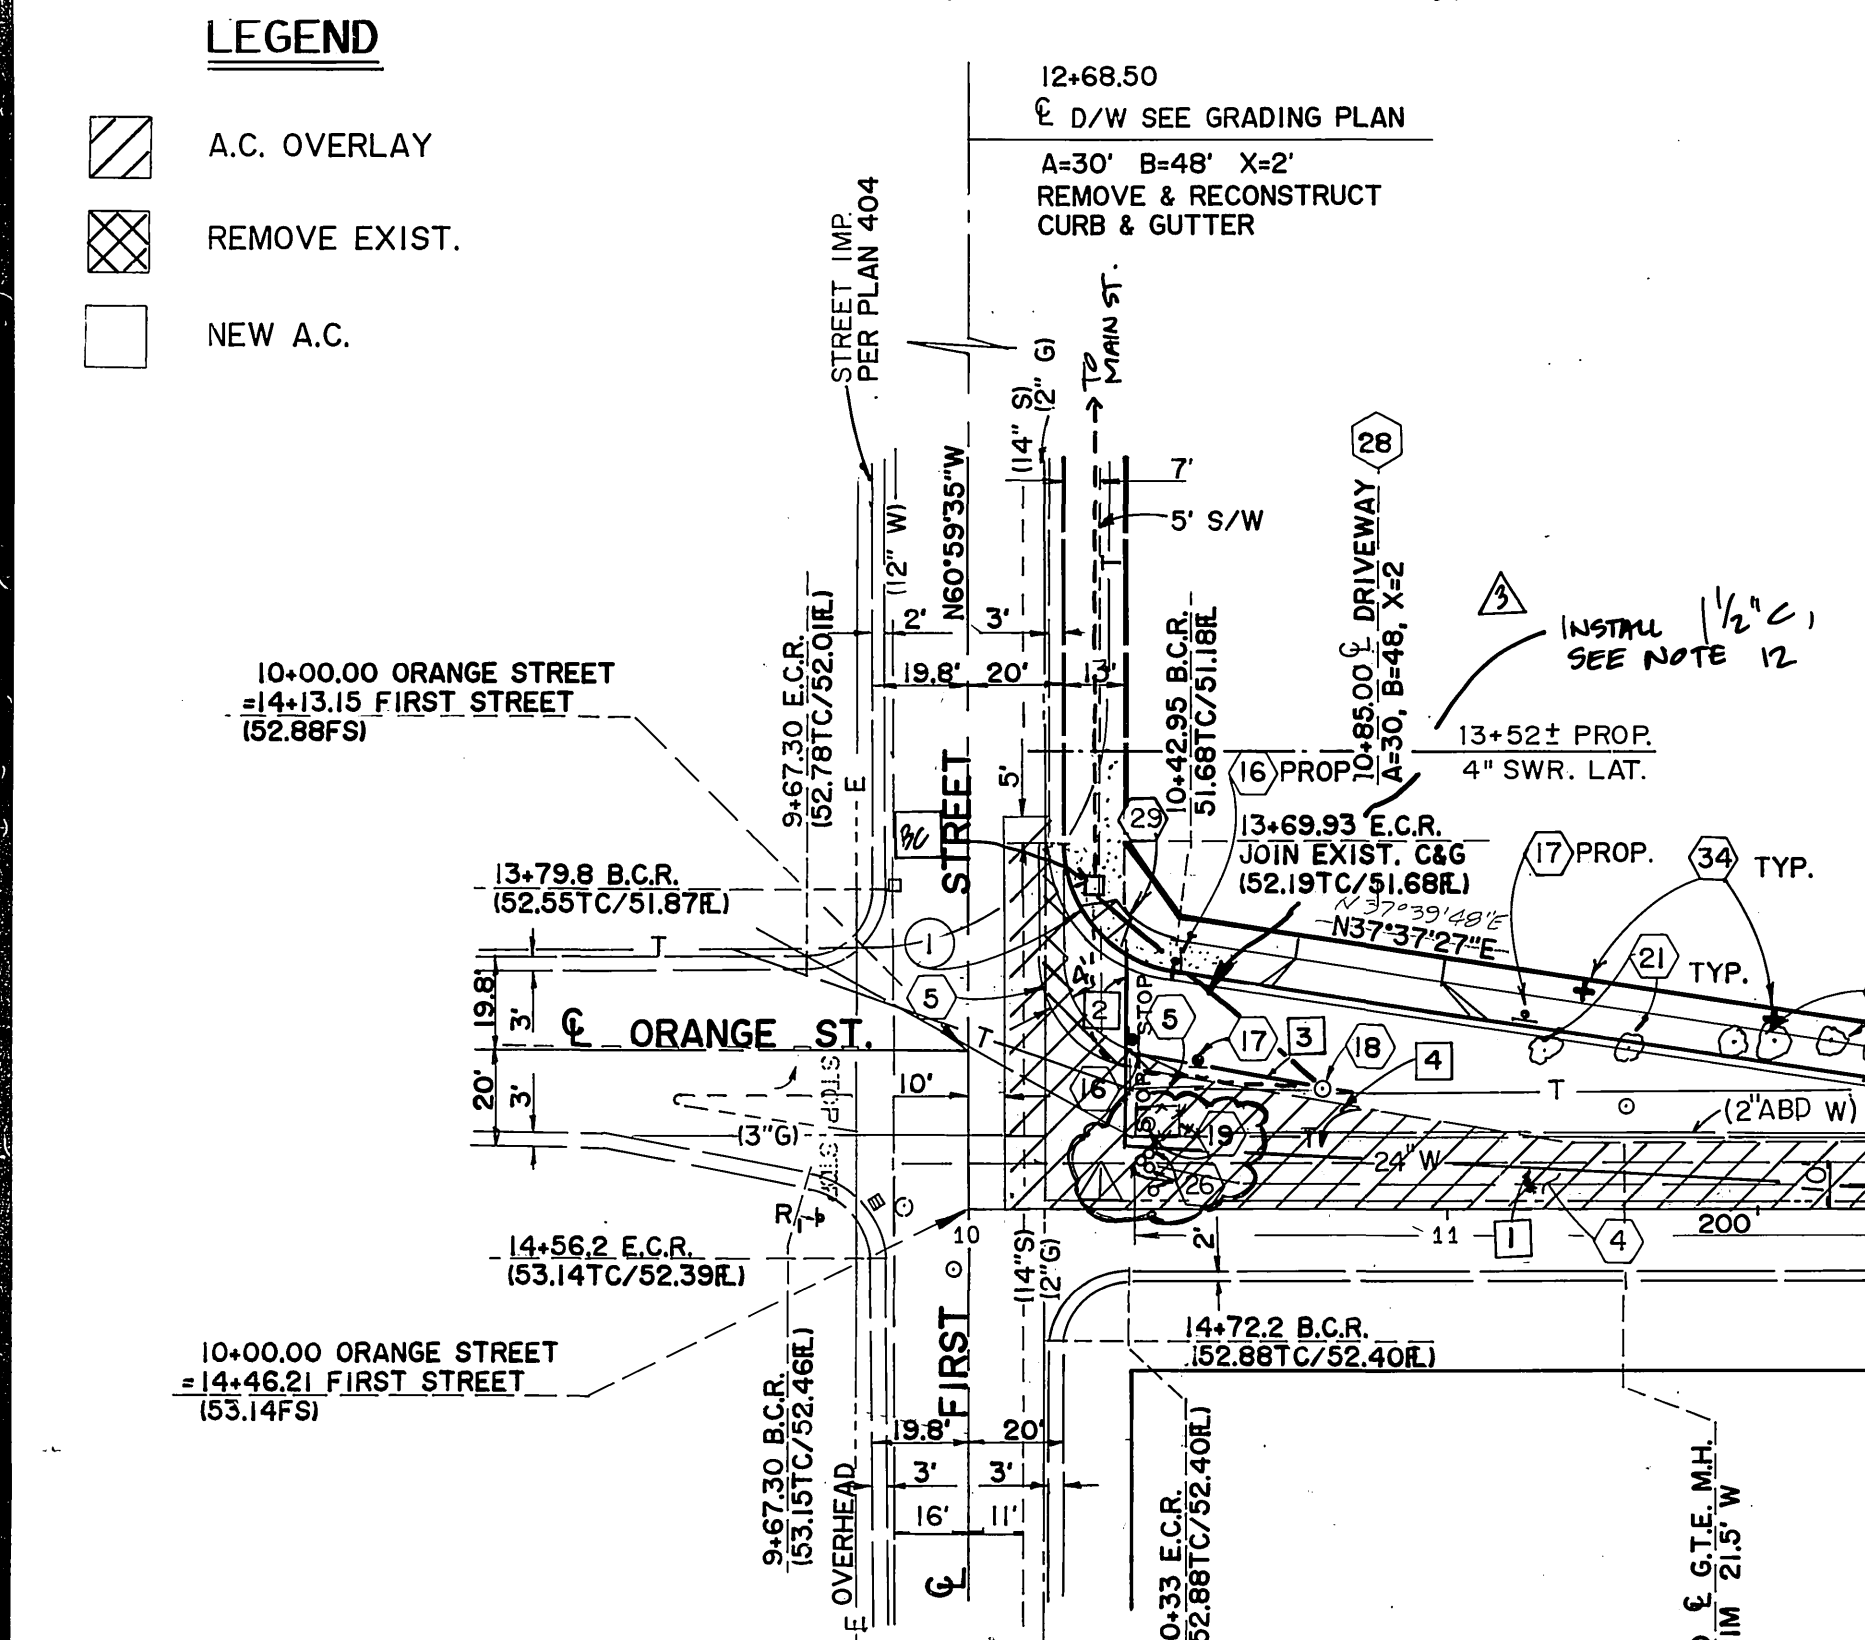 LEGEND
A.C. OVERLAY
REMOVE EXIST.
NEW A.C.
12+68.50
℄ D/W SEE GRADING PLAN
A=30' B=48' X=2'
REMOVE & RECONSTRUCT
CURB & GUTTER
STREET IMP.
PER PLAN 404
TO
MAIN ST.
(14" S)
(2" G)
7'
5' S/W
28
10+85.00 ℄ DRIVEWAY
A=30, B=48, X=2
3
INSTALL 1 1/2" C,
SEE NOTE 12
(12" W)
N60°59'35"W
2'
3'
19.8'
20'
13'
10+00.00 ORANGE STREET
=14+13.15 FIRST STREET
(52.88FS)
9+67.30 E.C.R.
(52.78TC/52.01FL)
E
10+42.95 B.C.R.
51.68TC/51.18FL
T
13+52± PROP.
4" SWR. LAT.
16 PROP.
5'
STREET
3C
29
13+69.93 E.C.R.
JOIN EXIST. C&G
(52.19TC/51.68FL)
N37°39'48"E
N37°37'27"E
17 PROP.
34 TYP.
21 TYP.
13+79.8 B.C.R.
(52.55TC/51.87FL)
T
1
5
4'
2
STOP
5
17
3
18
4
19.8'
3'
℄ ORANGE ST.
T
20'
3'
10'
STOP
16
STOP
T
(2"ABD W)
(3"G)
STOP
19
T
24" W
1
26
10'
R
10
2'
11
1
4
200'
14+56.2 E.C.R.
(53.14TC/52.39FL)
(14"S)
(2"G)
10+00.00 ORANGE STREET
=14+46.21 FIRST STREET
(53.14FS)
FIRST
14+72.2 B.C.R.
(52.88TC/52.40FL)
9+67.30 B.C.R.
(53.15TC/52.46FL)
19.8'
20'
3'
3'
16'
11'
E OVERHEAD
℄
0+33 E.C.R.
52.88TC/52.40FL)
℄ G.T.E. M.H.
21.5' W